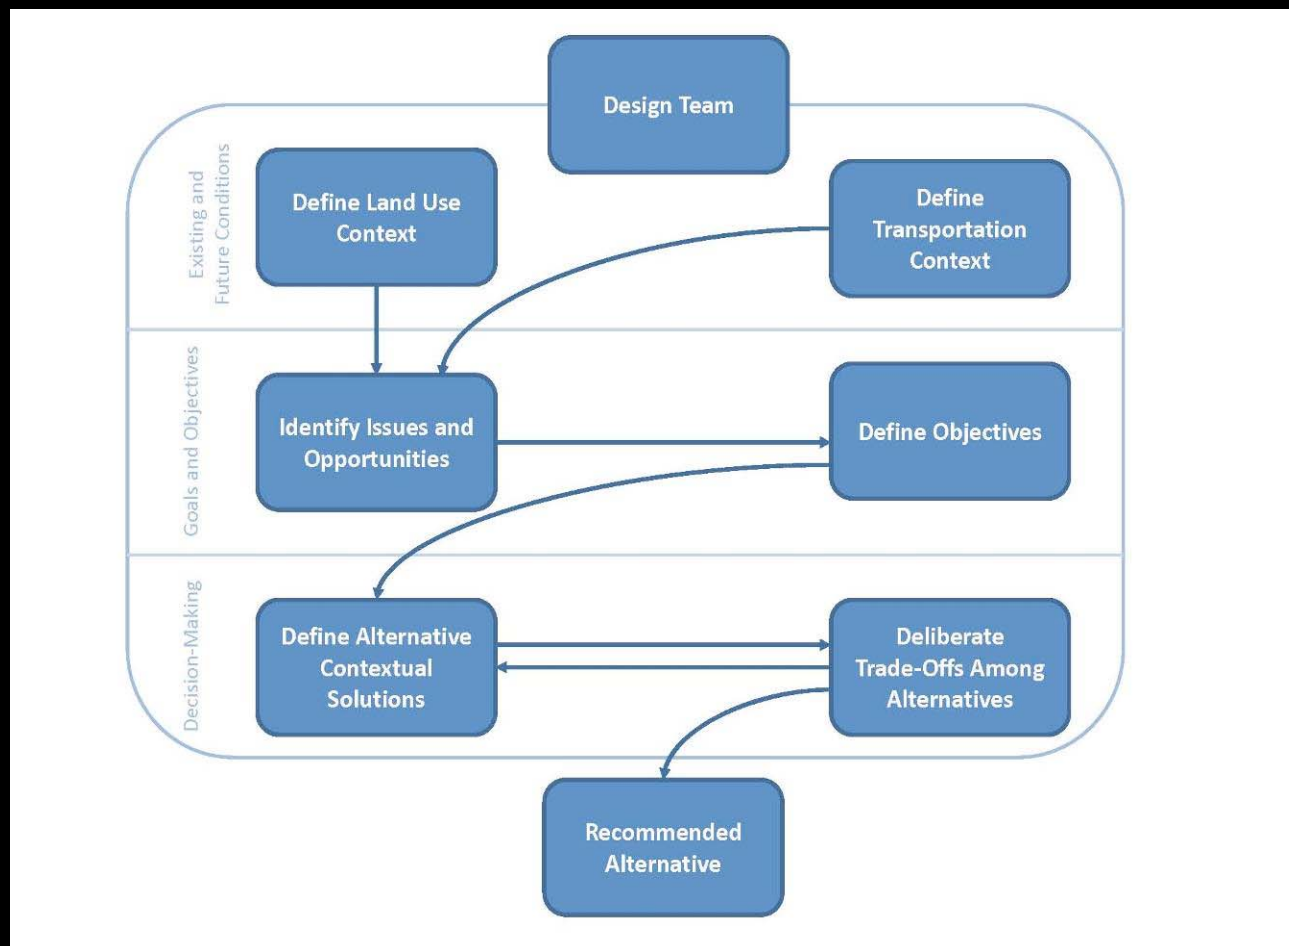 Design Team
Existing and
Future Conditions
Define Land Use
Context
Define
Transportation
Context
Goals and Objectives
Identify Issues and
Opportunities
Define Objectives
Decision-Making
Define Alternative
Contextual
Solutions
Deliberate
Trade-Offs Among
Alternatives
Recommended
Alternative